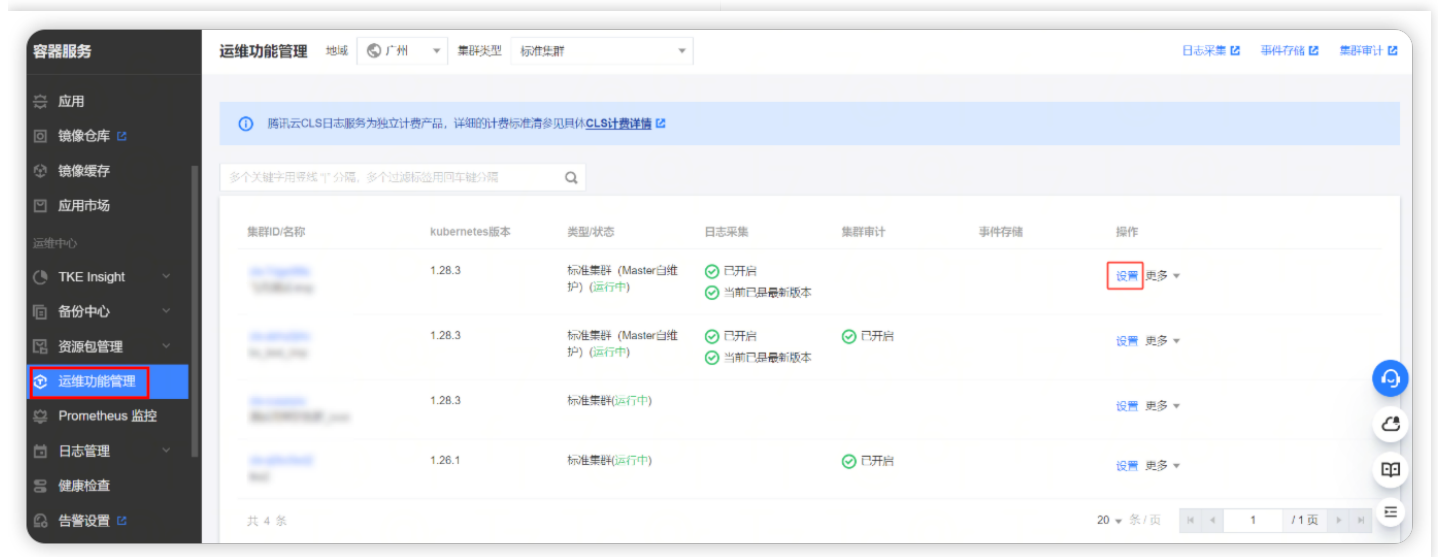 容器服务
运维功能管理 地域 广州 集群类型 标准集群
日志采集 事件存储 集群审计
应用
镜像仓库
镜像缓存
应用市场
运维中心
TKE Insight
备份中心
资源包管理
运维功能管理
Prometheus 监控
日志管理
健康检查
告警设置
腾讯云CLS日志服务为独立计费产品，详细的计费标准请参见具体CLS计费详情
多个关键字用竖线 "|" 分隔，多个过滤标签用回车键分隔
集群ID/名称 kubernetes版本 类型/状态 日志采集 集群审计 事件存储 操作
1.28.3 标准集群（Master自维 已开启 设置 更多
护）(运行中) 当前已是最新版本
1.28.3 标准集群（Master自维 已开启 已开启 设置 更多
护）(运行中) 当前已是最新版本
1.28.3 标准集群(运行中) 设置 更多
1.26.1 标准集群(运行中) 已开启 设置 更多
共 4 条
20 条 / 页 1 / 1 页